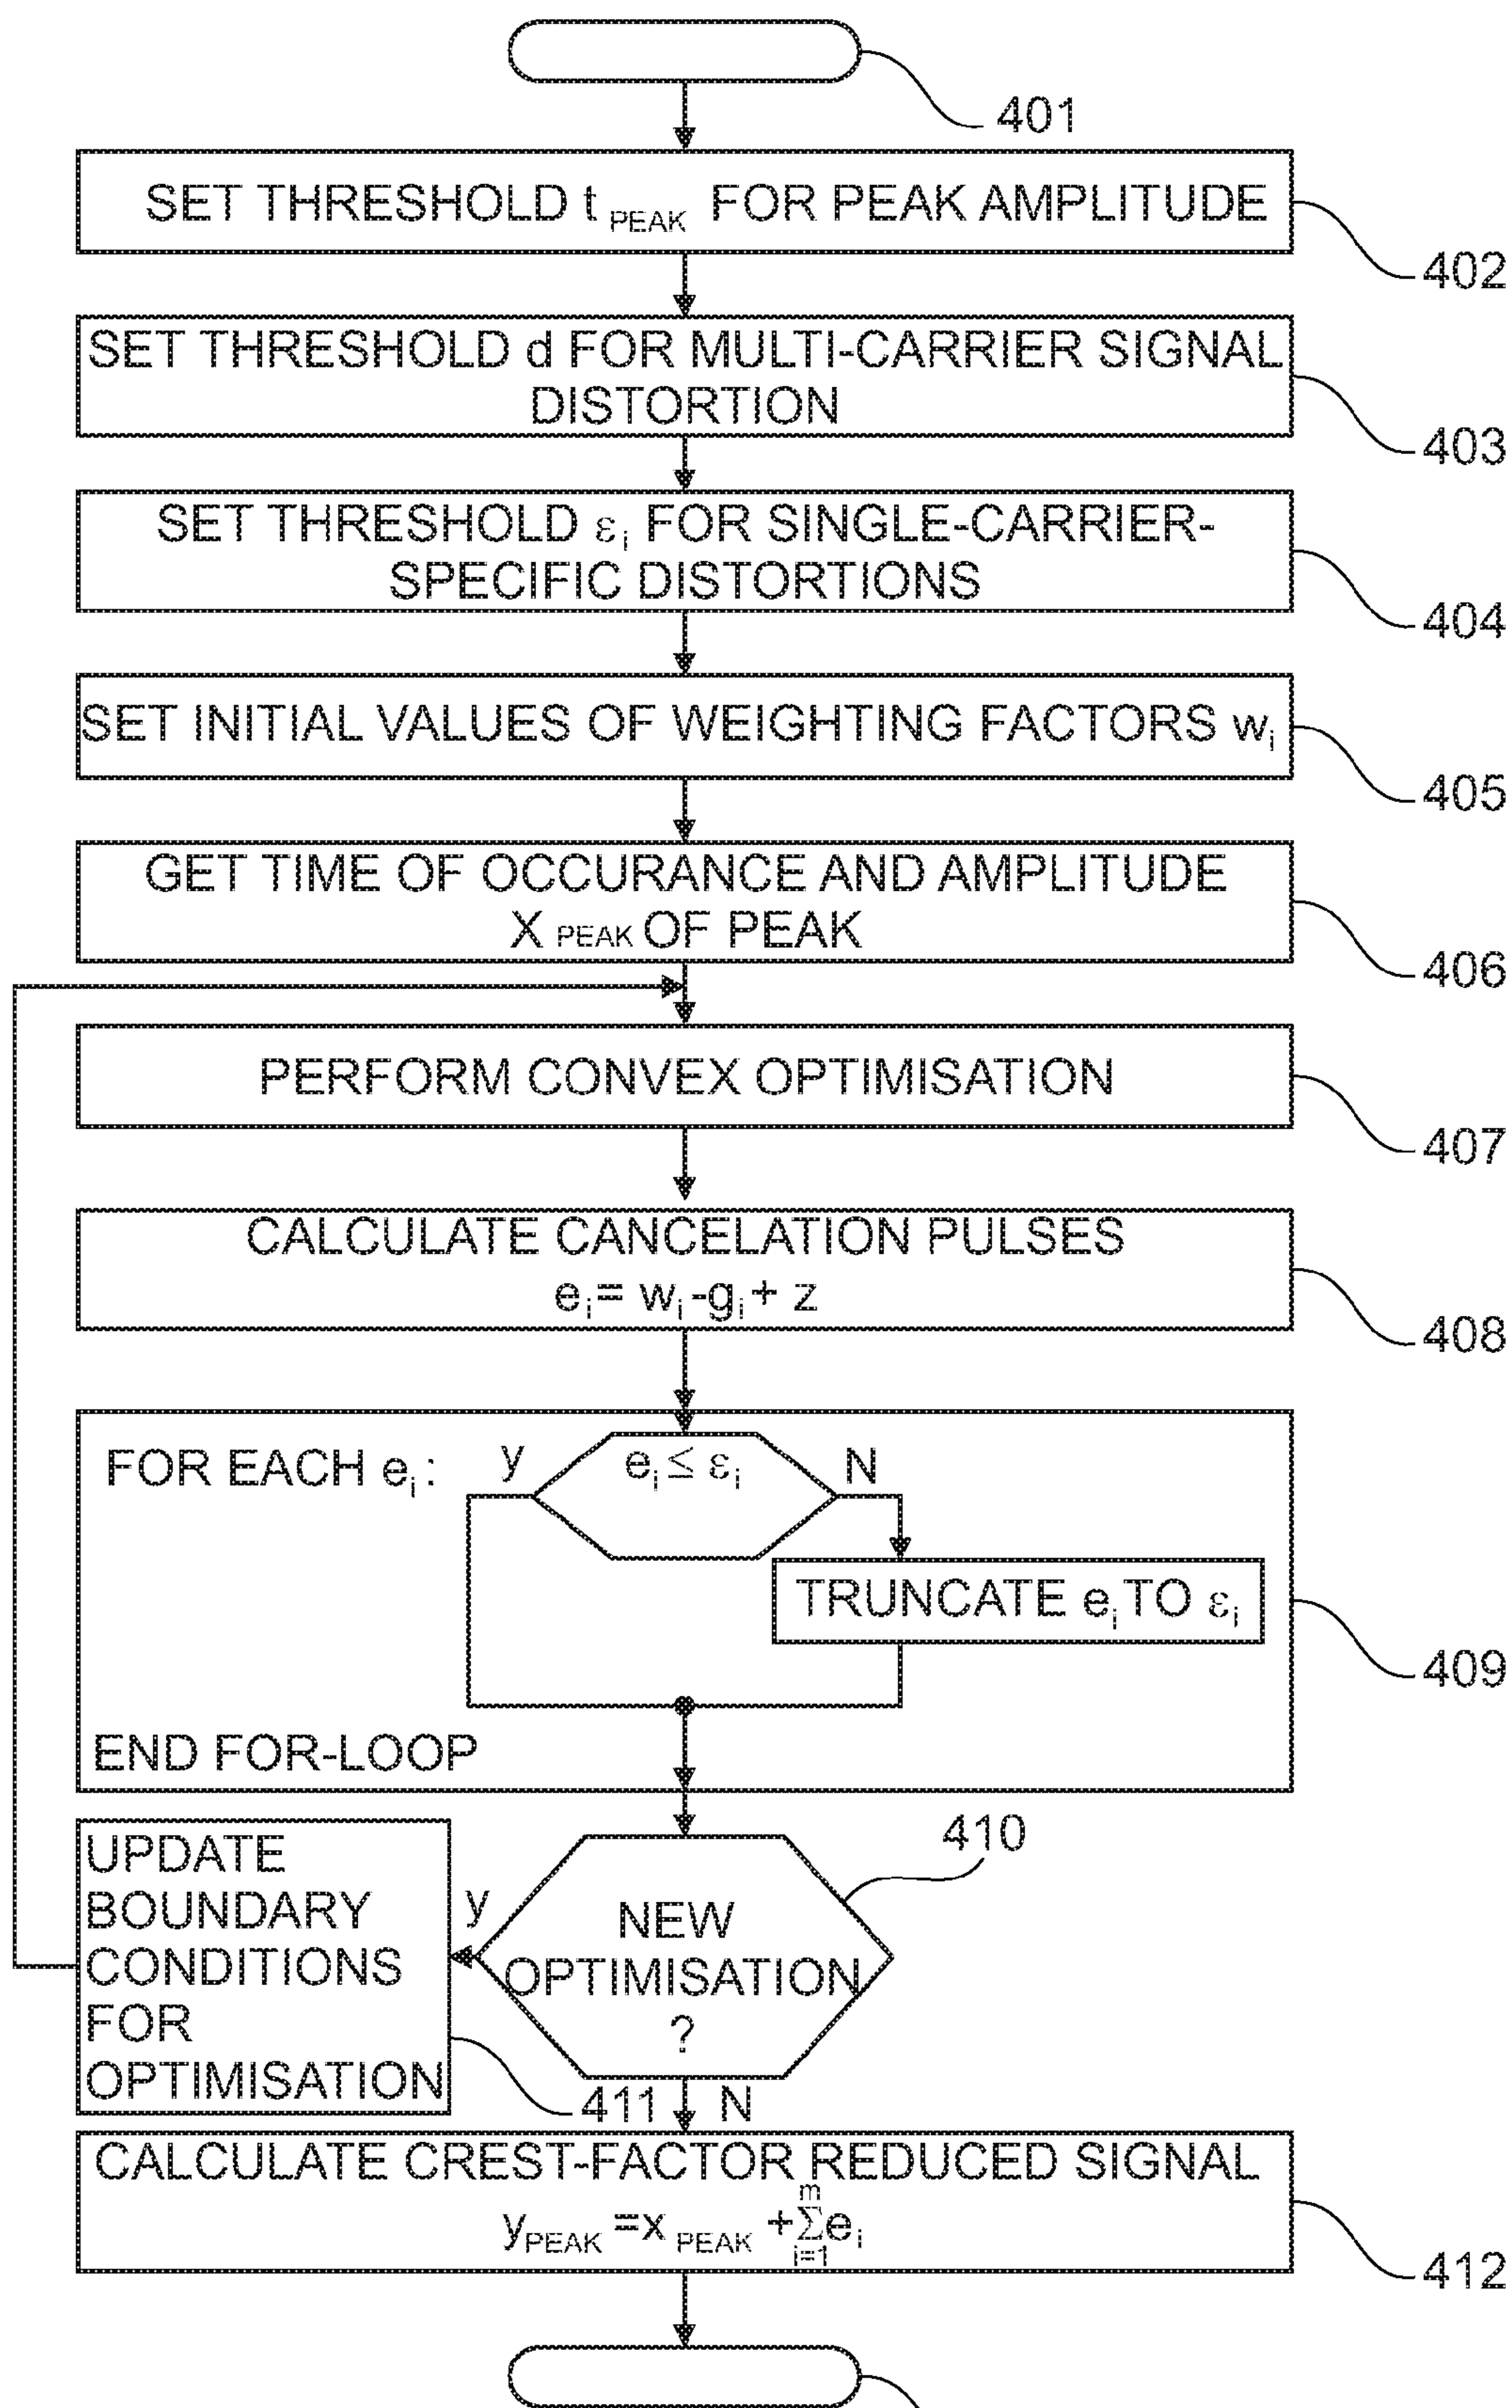 401
SET THRESHOLD t PEAK FOR PEAK AMPLITUDE
402
SET THRESHOLD d FOR MULTI-CARRIER SIGNAL
DISTORTION
403
SET THRESHOLD εi FOR SINGLE-CARRIER-
SPECIFIC DISTORTIONS
404
SET INITIAL VALUES OF WEIGHTING FACTORS wi
405
GET TIME OF OCCURANCE AND AMPLITUDE
X PEAK OF PEAK
406
PERFORM CONVEX OPTIMISATION
407
CALCULATE CANCELATION PULSES
ei = wi -gi + z
408
FOR EACH ei :
y
ei ≤ εi
N
TRUNCATE ei TO εi
409
END FOR-LOOP
410
UPDATE
BOUNDARY
CONDITIONS
FOR
OPTIMISATION
y
NEW
OPTIMISATION
?
411
N
CALCULATE CREST-FACTOR REDUCED SIGNAL
yPEAK =x PEAK +Σ i=1 m ei
412